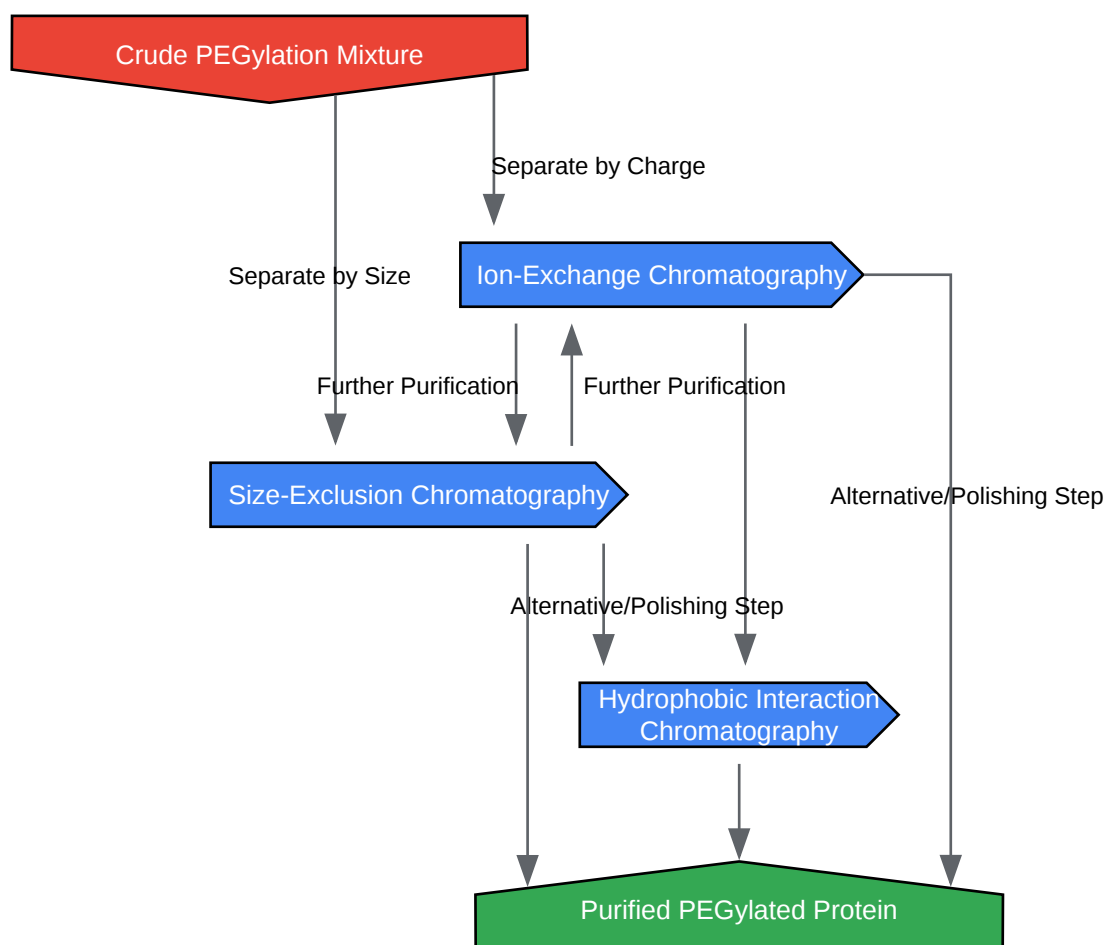 Crude PEGylation Mixture
Separate by Charge
Separate by Size
Ion-Exchange Chromatography
Further Purification
Further Purification
Size-Exclusion Chromatography
Alternative/Polishing Step
Alternative/Polishing Step
Hydrophobic Interaction
Chromatography
Purified PEGylated Protein